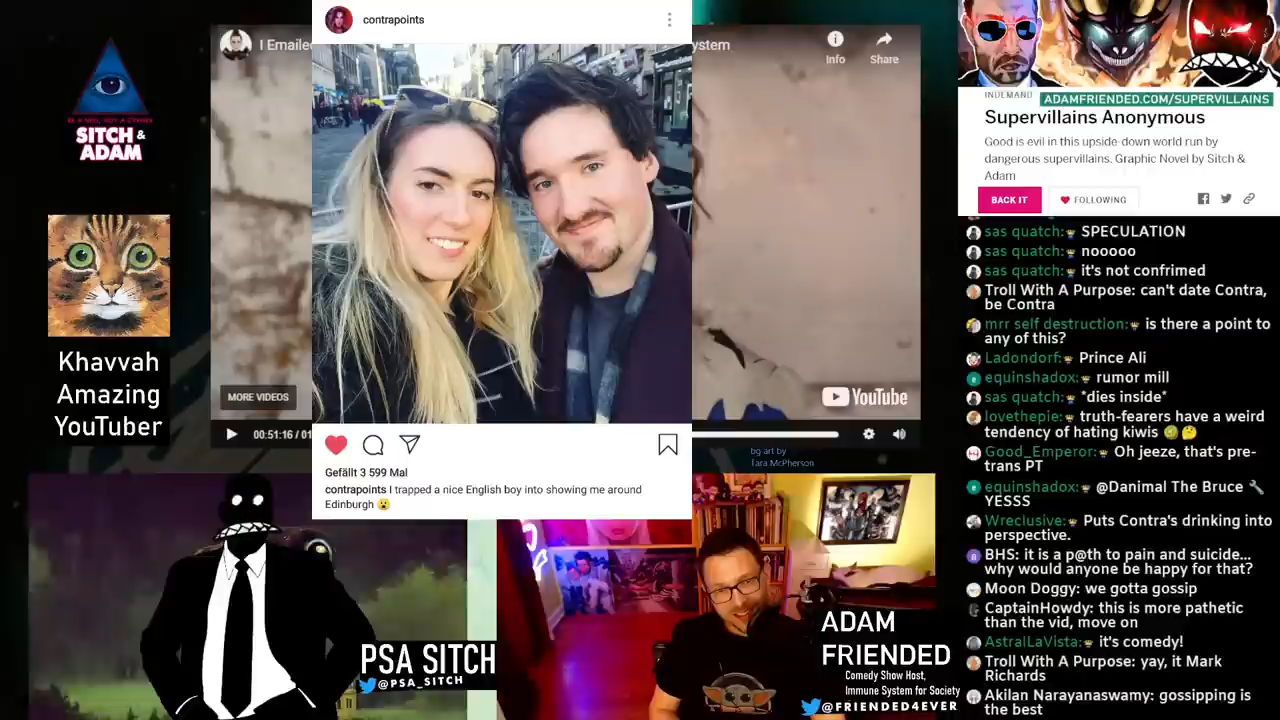 BE A NEO, NOT A CYPHER
SITCH &
ADAM
Khavvah
Amazing
YouTuber
I Emailed
ystem
Info
Share
MORE VIDEOS
00:51:16 / 01
YouTube
bg art by
Tara McPherson
contrapoints
Gefällt 3 599 Mal
contrapoints I trapped a nice English boy into showing me around
Edinburgh 😮
PSA SITCH
@PSA_SITCH
ADAM
FRIENDED
Comedy Show Host,
Immune System for Society
@FRIENDED4EVER
INDEMAND
ADAMFRIENDED.COM/SUPERVILLAINS
Supervillains Anonymous
Good is evil in this upside-down world run by
dangerous supervillains. Graphic Novel by Sitch &
Adam
BACK IT
FOLLOWING
sas quatch: SPECULATION
sas quatch: nooooo
sas quatch: it's not confrimed
Troll With A Purpose: can't date Contra,
be Contra
mrr self destruction: is there a point to
any of this?
Ladondorf: Prince Ali
equinshadox: rumor mill
sas quatch: *dies inside*
lovethepie: truth-fearers have a weird
tendency of hating kiwis 🥝🤔
Good_Emperor: Oh jeeze, that's pre-
trans PT
equinshadox: @Danimal The Bruce 🔧
YESSS
Wreclusive: Puts Contra's drinking into
perspective.
BHS: it is a p@th to pain and suicide...
why would anyone be happy for that?
Moon Doggy: we gotta gossip
CaptainHowdy: this is more pathetic
than the vid, move on
AstralLaVista: it's comedy!
Troll With A Purpose: yay, it Mark
Richards
Akilan Narayanaswamy: gossipping is
the best